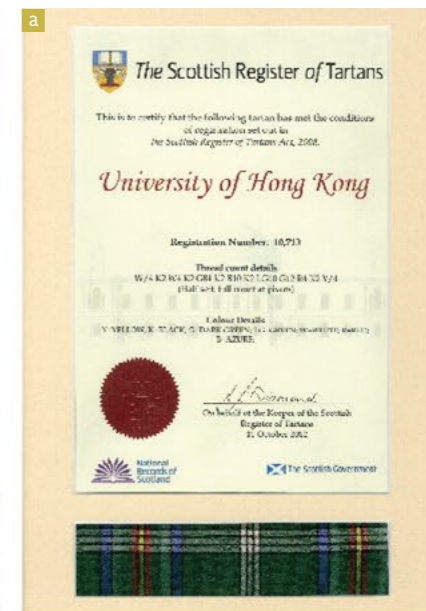 a
The Scottish Register of Tartans
This is to certify that the following tartan has met the conditions
of registration set out in
the Scottish Register of Tartans Act, 2008.
University of Hong Kong
Registration Number: 10,713
Thread count details
(Half sett, full count at pivots)
Colour Details
Y: YELLOW; K: BLACK; G: DARK GREEN;
B: AZURE.
On behalf of the Keeper of the Scottish
Register of Tartans
October 2012
National
Records of
Scotland
The Scottish Government